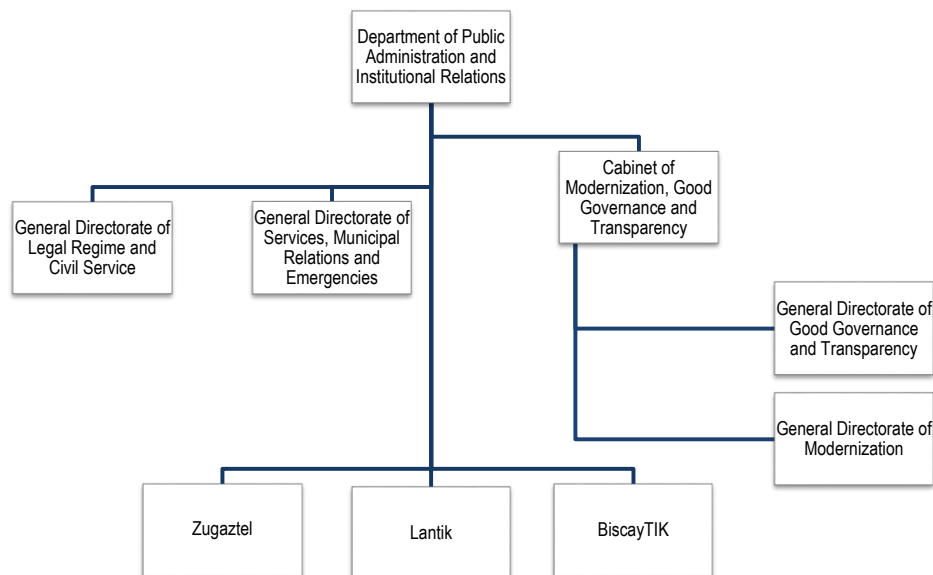 Department of Public
Administration and
Institutional Relations
Cabinet of
Modernization, Good
Governance and
Transparency
General Directorate of
Legal Regime and
Civil Service
General Directorate of
Services, Municipal
Relations and
Emergencies
General Directorate of
Good Governance
and Transparency
General Directorate of
Modernization
Zugaztel
Lantik
BiscayTIK